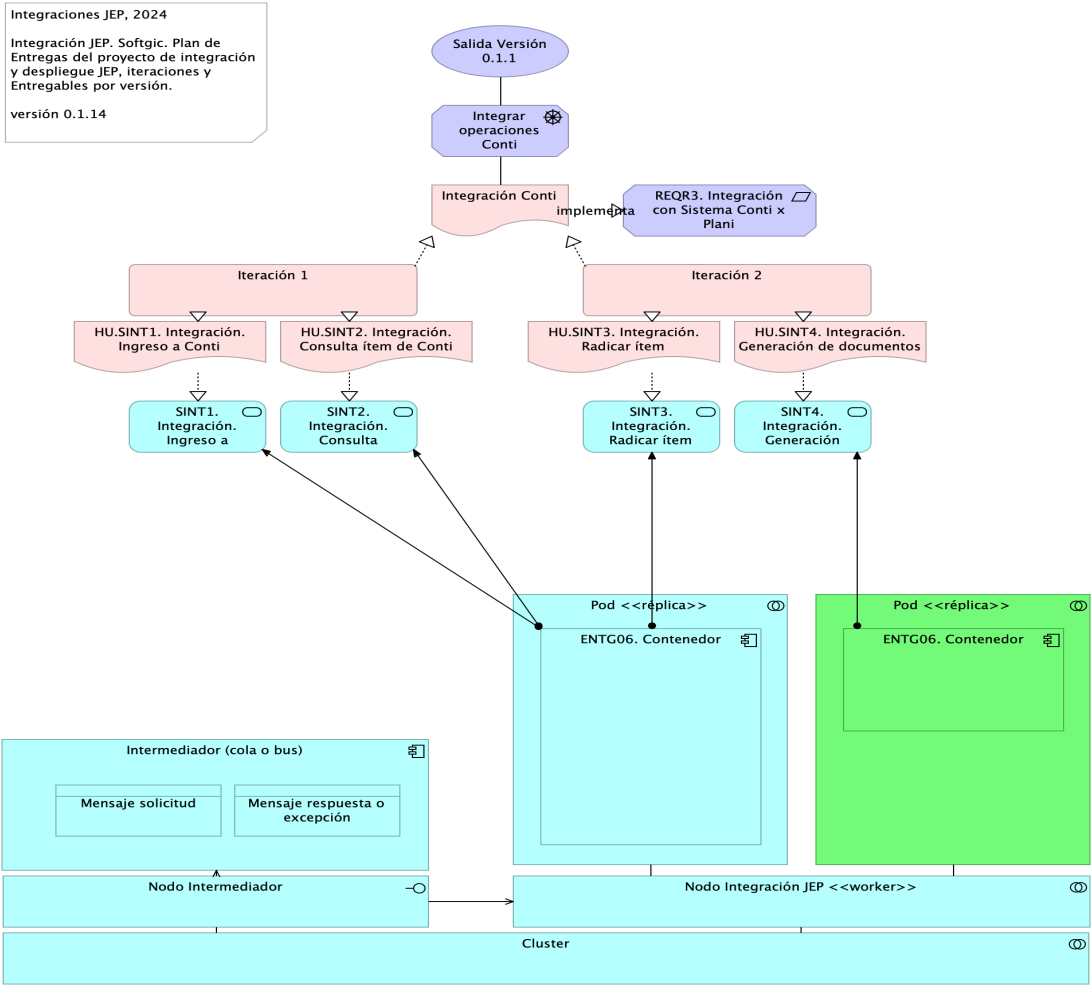 Integraciones JEP, 2024
Integración JEP. Softgic. Plan de
Entregas del proyecto de integración
y despliegue JEP, iteraciones y
Entregables por versión.
versión 0.1.14
Salida Versión
0.1.1
Integrar
operaciones
Conti
Integración Conti
implementa
REQR3. Integración
con Sistema Conti x
Plani
Iteración 1
Iteración 2
HU.SINT1. Integración.
Ingreso a Conti
HU.SINT2. Integración.
Consulta ítem de Conti
HU.SINT3. Integración.
Radicar ítem
HU.SINT4. Integración.
Generación de documentos
SINT1.
Integración.
Ingreso a
SINT2.
Integración.
Consulta
SINT3.
Integración.
Radicar ítem
SINT4.
Integración.
Generación
Pod <<réplica>>
ENTG06. Contenedor
Pod <<réplica>>
ENTG06. Contenedor
Intermediador (cola o bus)
Mensaje solicitud
Mensaje respuesta o
excepción
Nodo Intermediador
Nodo Integración JEP <<worker>>
Cluster